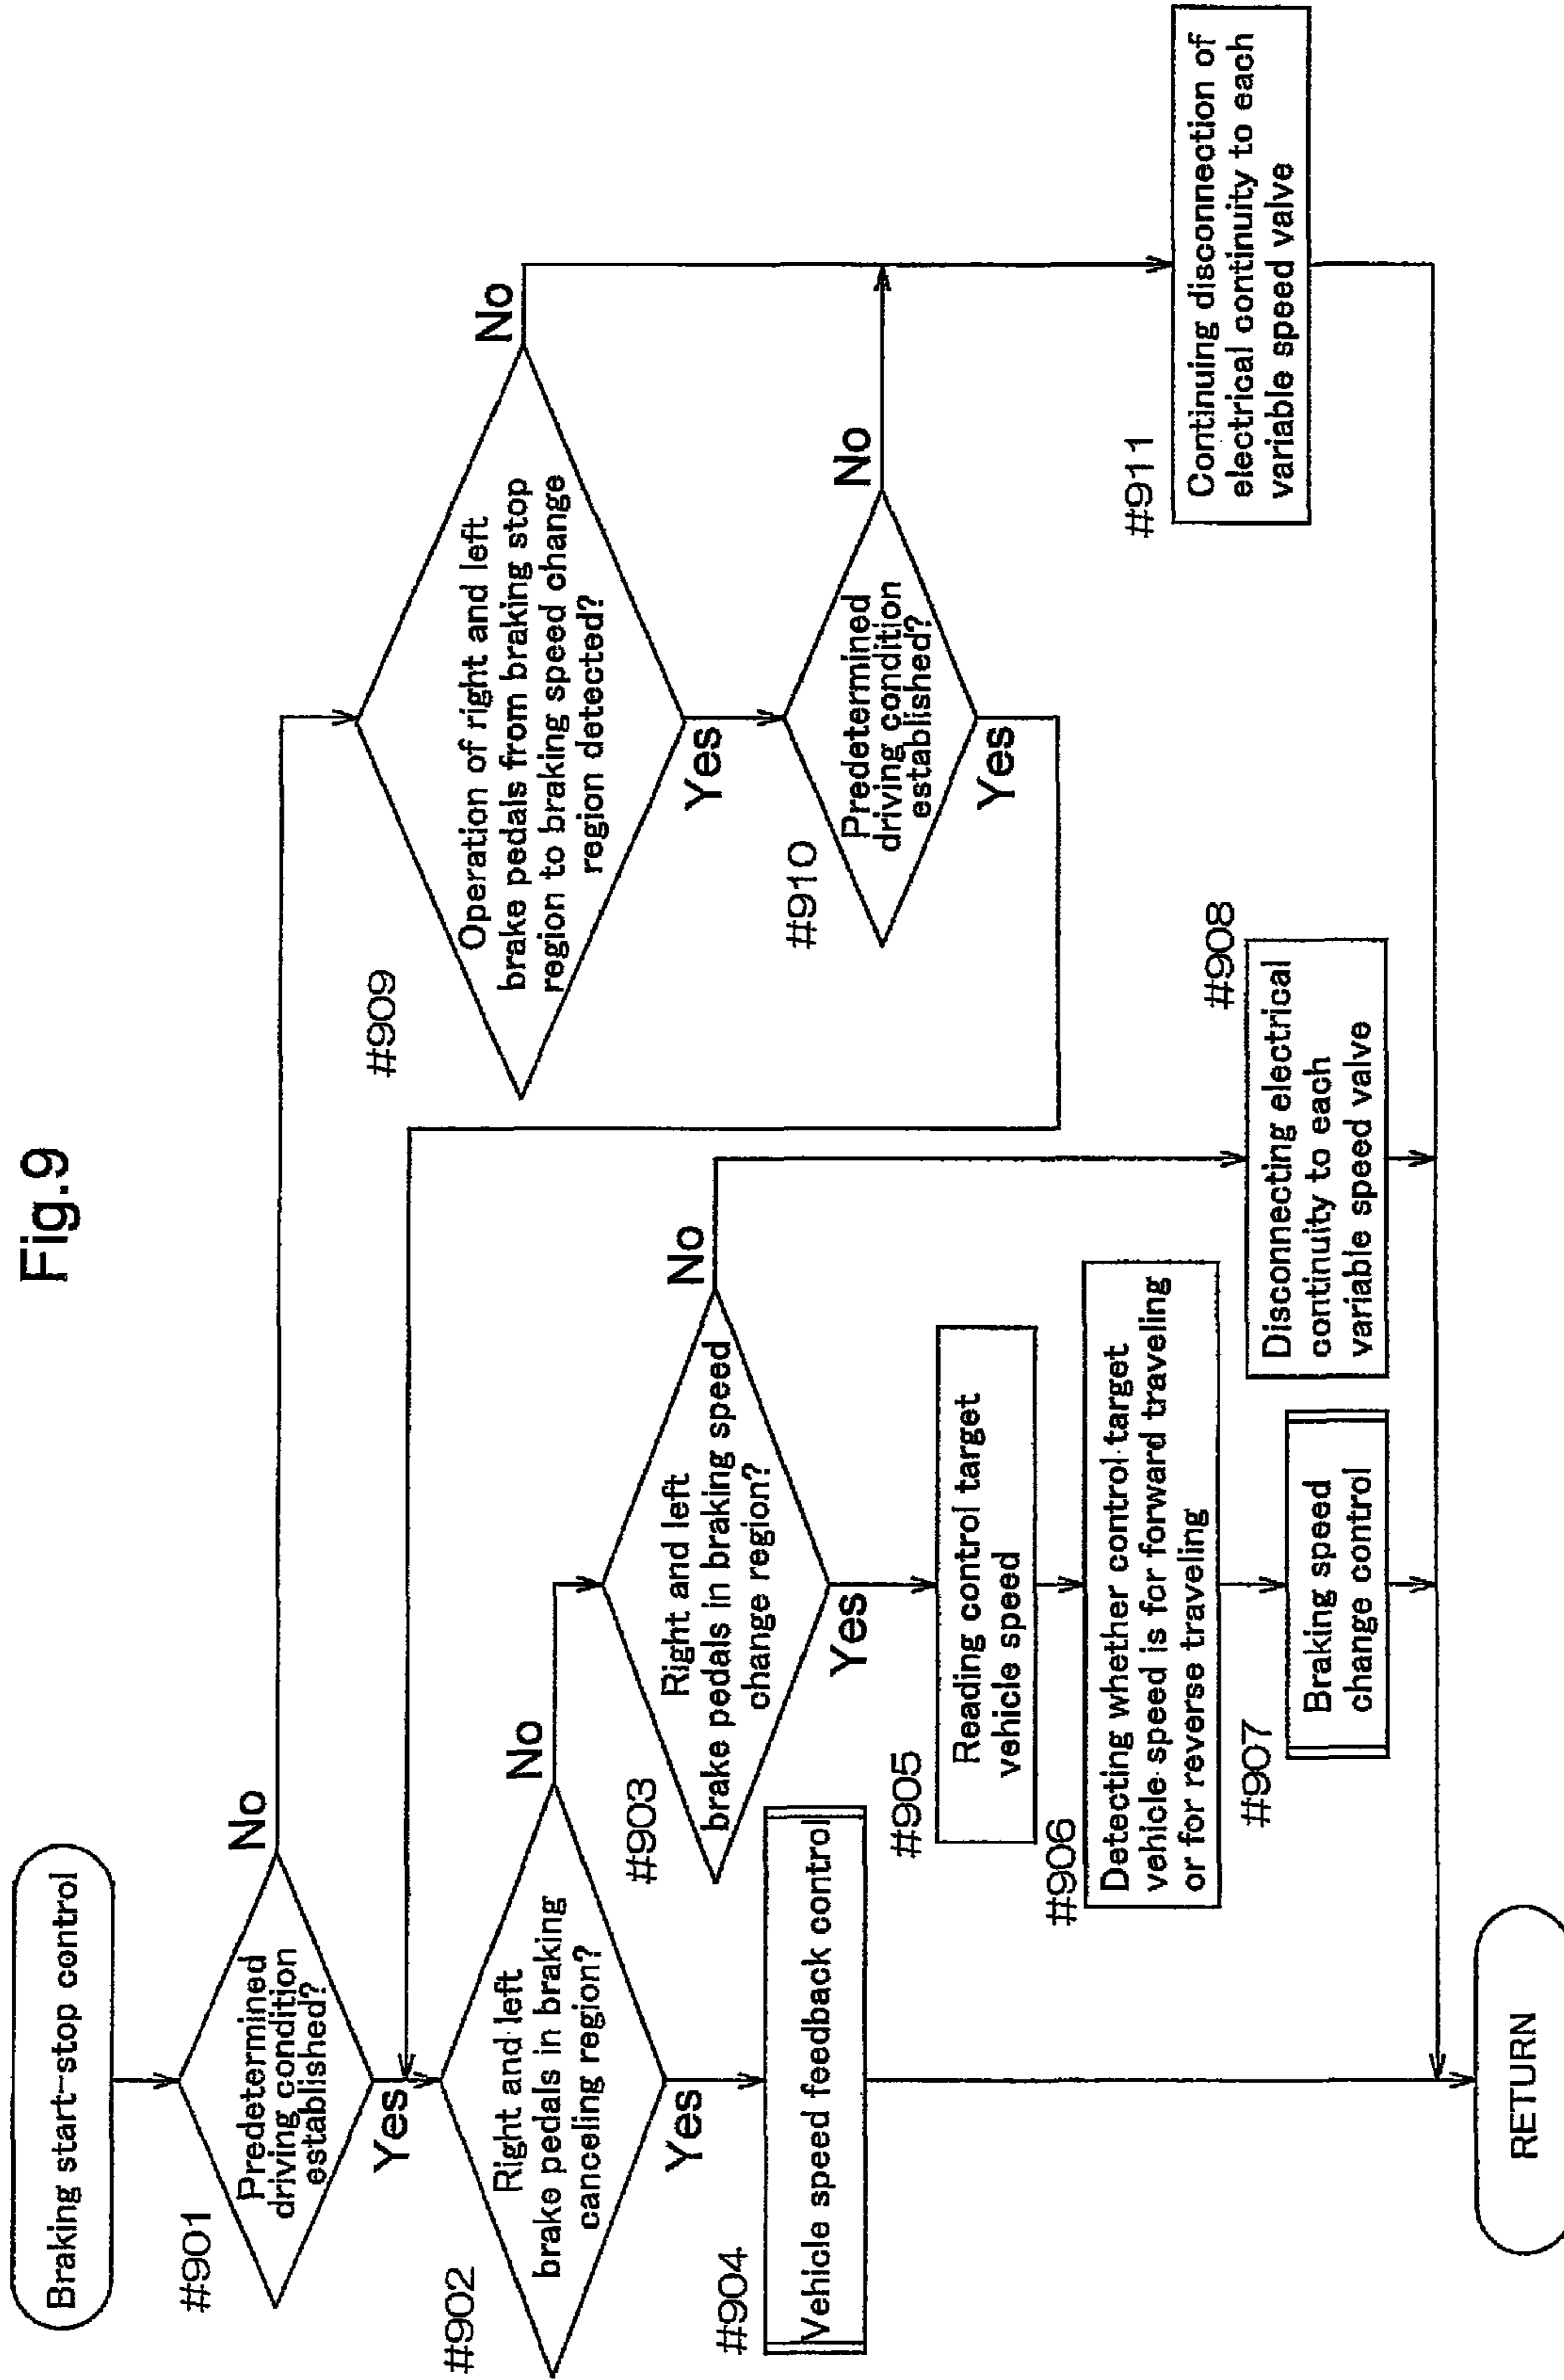 Fig.9
Braking start-stop control
#901
Predetermined
driving condition
established?
No
Yes
#902
Right and left
brake pedals in braking
canceling region?
No
Yes
#903
Right and left
brake pedals in braking speed
change region?
No
Yes
#904
Vehicle speed feedback control
#905
Reading control target
vehicle speed
#906
Detecting whether control target
vehicle speed is for forward traveling
or for reverse traveling
#907
Braking speed
change control
#908
Disconnecting electrical
continuity to each
variable speed valve
#909
Operation of right and left
brake pedals from braking stop
region to braking speed change
region detected?
No
Yes
#910
Predetermined
driving condition
established?
No
Yes
#911
Continuing disconnection of
electrical continuity to each
variable speed valve
RETURN